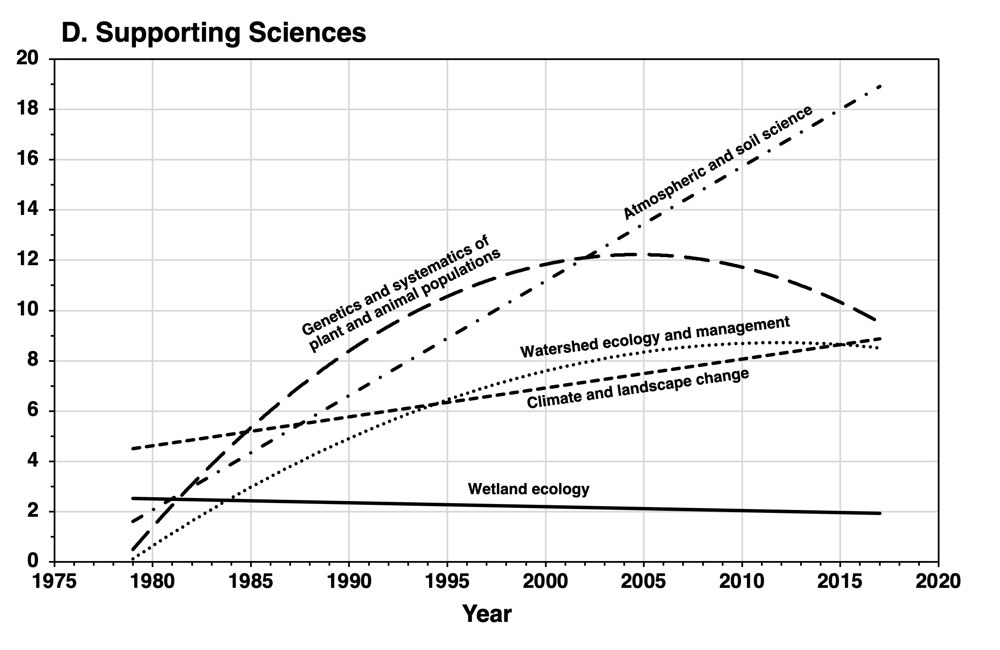 D. Supporting Sciences
20
18
16
14
12
10
8
6
4
2
0
Atmospheric and soil science
Genetics and systematics of
plant and animal populations
Watershed ecology and management
Climate and landscape change
Wetland ecology
1975 1980 1985 1990 1995 2000 2005 2010 2015 2020
Year